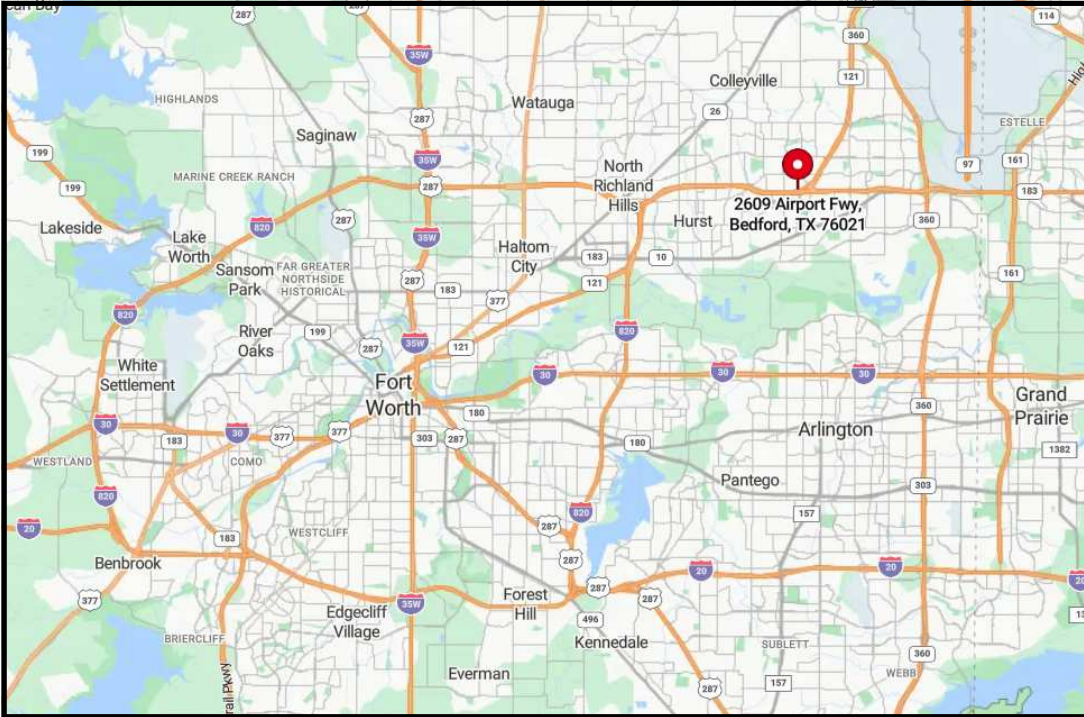 287
35W
360
114
Colleyville
121
HIGHLANDS
Watauga
26
287
Saginaw
ESTELLE
199
35W
North
Richland
Hills
161
97
MARINE CREEK RANCH
287
183
199
2609 Airport Fwy,
Bedford, TX 76021
287
Hurst
360
Lakeside
820
35W
Lake
Worth
Haltom
City
183
10
Sansom
Park
FAR GREATER
NORTHSIDE
HISTORICAL
287
183
121
161
377
820
River
Oaks
199
35W
820
287
121
White
Settlement
30
30
30
Fort
Worth
Grand
Prairie
180
360
30
183
30
377
377
303
287
Arlington
180
1382
WESTLAND
COMO
Pantego
820
303
157
820
20
WESTCLIFF
287
183
Benbrook
287
20
20
20
377
287
35W
Forest
Hill
287
Edgecliff
Village
496
BRIERCLIFF
Kennedale
SUBLETT
360
Everman
WEBB
287
157